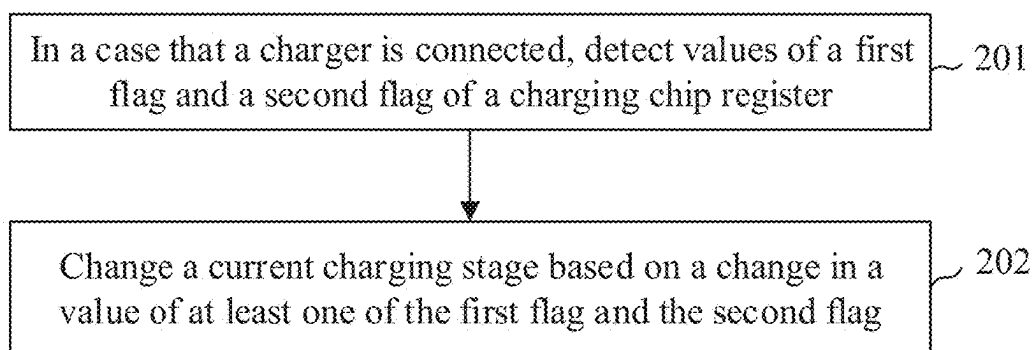 In a case that a charger is connected, detect values of a first
flag and a second flag of a charging chip register
201
Change a current charging stage based on a change in a
value of at least one of the first flag and the second flag
202